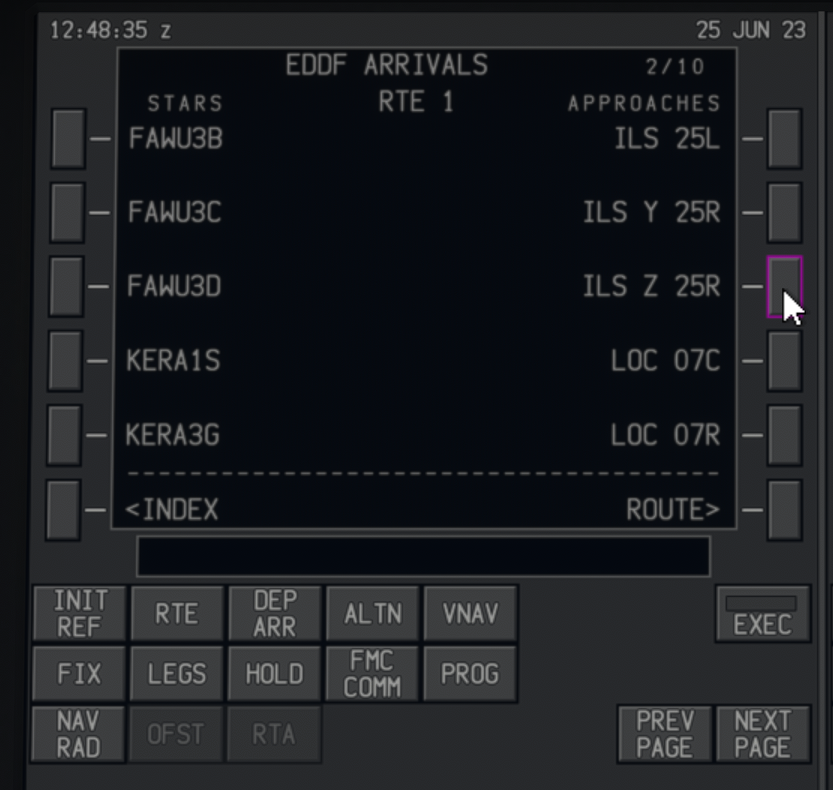 12:48:35 z 25 JUN 23
EDDF ARRIVALS 2/10
STARS RTE 1 APPROACHES
FAWU3B ILS 25L
FAWU3C ILS Y 25R
FAWU3D ILS Z 25R
KERA1S LOC 07C
KERA3G LOC 07R
--------------------------------------
<INDEX ROUTE>
INIT REF RTE DEP ARR ALTN VNAV EXEC
FIX LEGS HOLD FMC COMM PROG
NAV RAD OFST RTA PREV PAGE NEXT PAGE